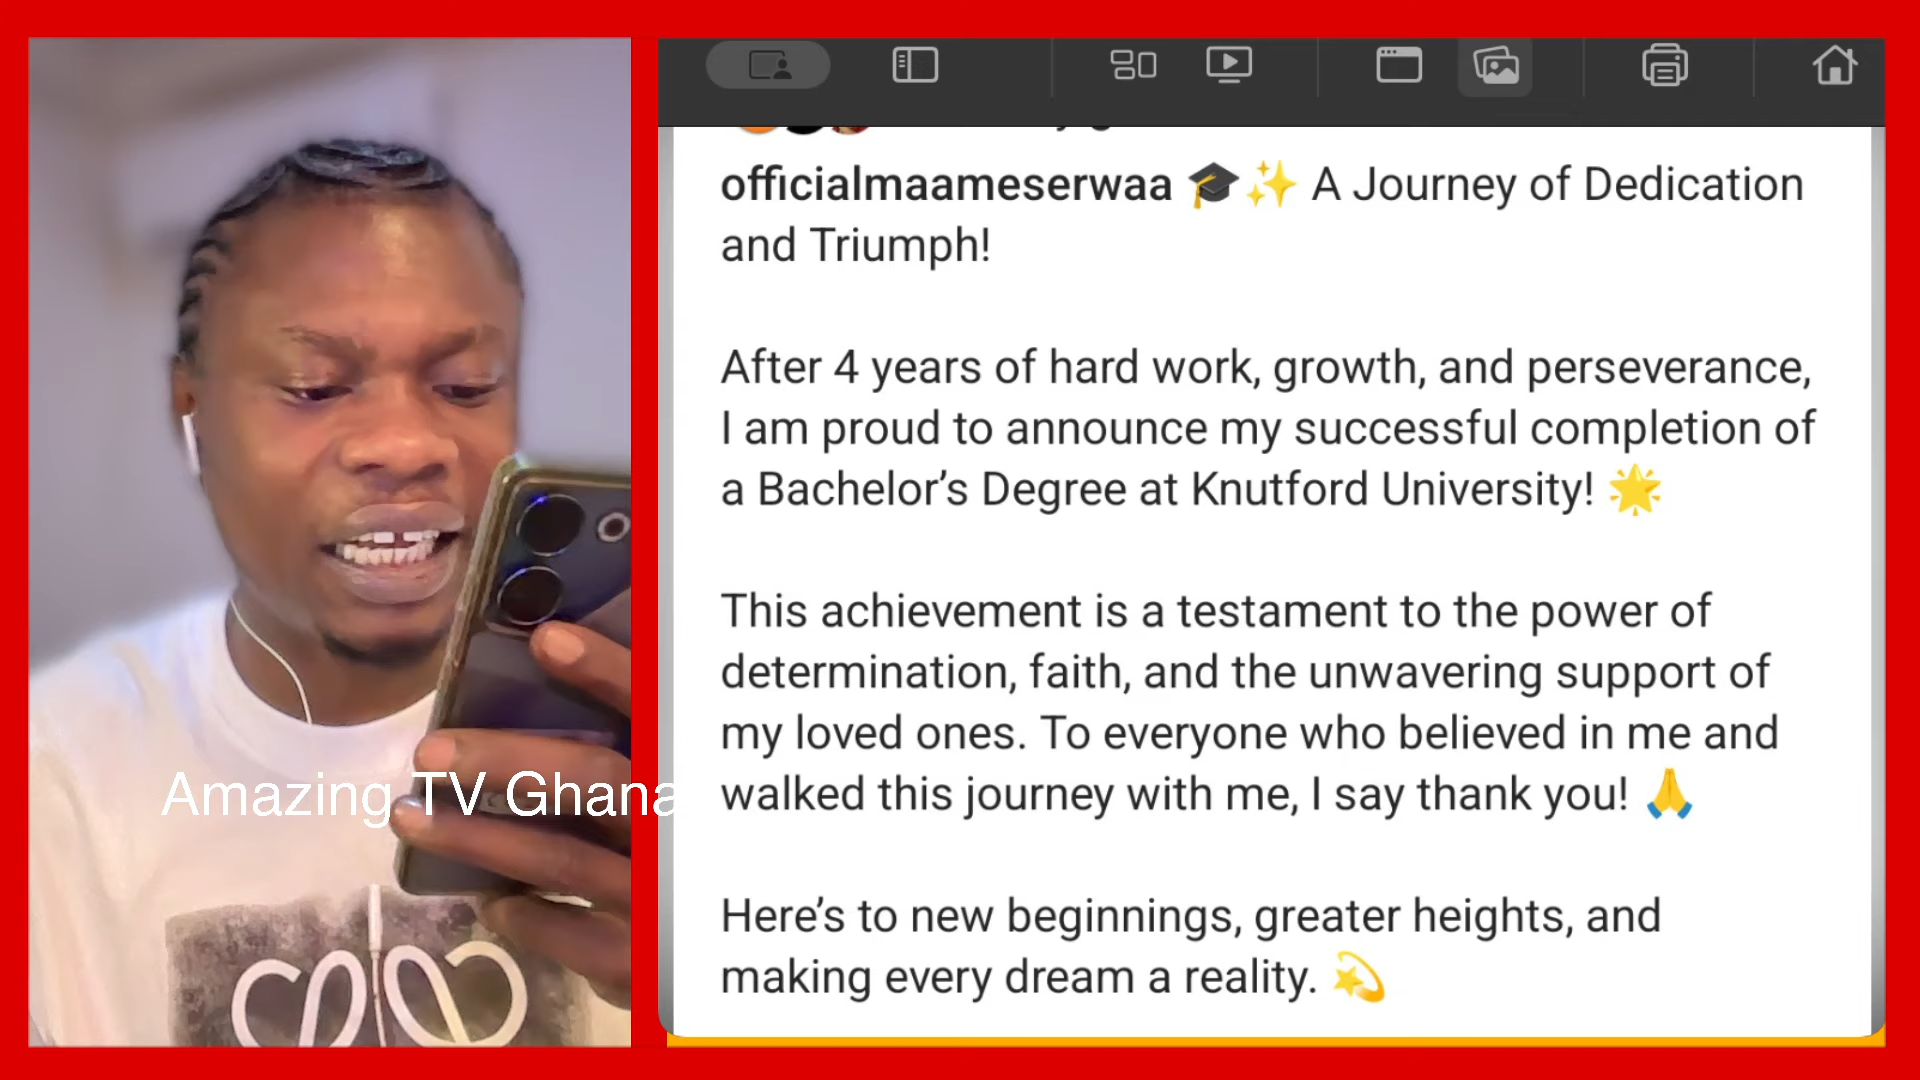 officialmaameserwaa 🎓✨ A Journey of Dedication
and Triumph!
After 4 years of hard work, growth, and perseverance,
I am proud to announce my successful completion of
a Bachelor’s Degree at Knutford University! 🌟
This achievement is a testament to the power of
determination, faith, and the unwavering support of
my loved ones. To everyone who believed in me and
walked this journey with me, I say thank you! 🙏
Here’s to new beginnings, greater heights, and
making every dream a reality. 💫
Amazing TV Ghana